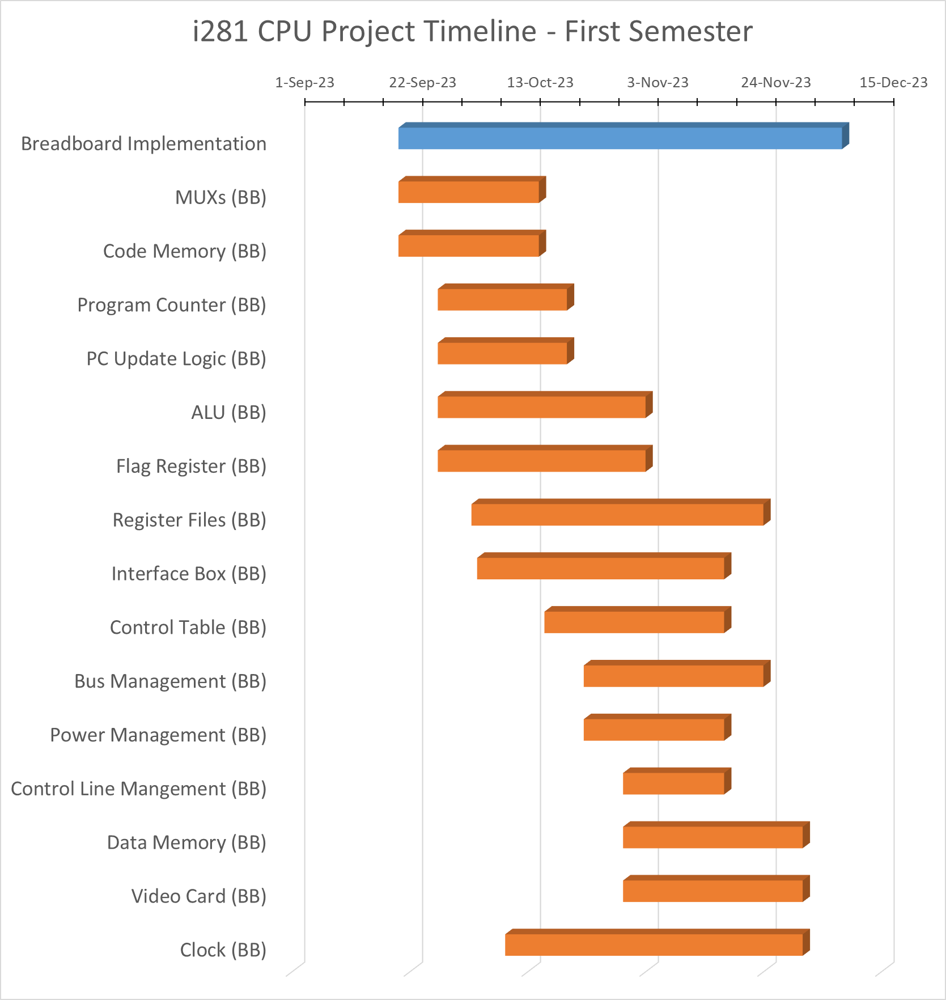 i281 CPU Project Timeline - First Semester
1-Sep-23 22-Sep-23 13-Oct-23 3-Nov-23 24-Nov-23 15-Dec-23
Breadboard Implementation
MUXs (BB)
Code Memory (BB)
Program Counter (BB)
PC Update Logic (BB)
ALU (BB)
Flag Register (BB)
Register Files (BB)
Interface Box (BB)
Control Table (BB)
Bus Management (BB)
Power Management (BB)
Control Line Mangement (BB)
Data Memory (BB)
Video Card (BB)
Clock (BB)